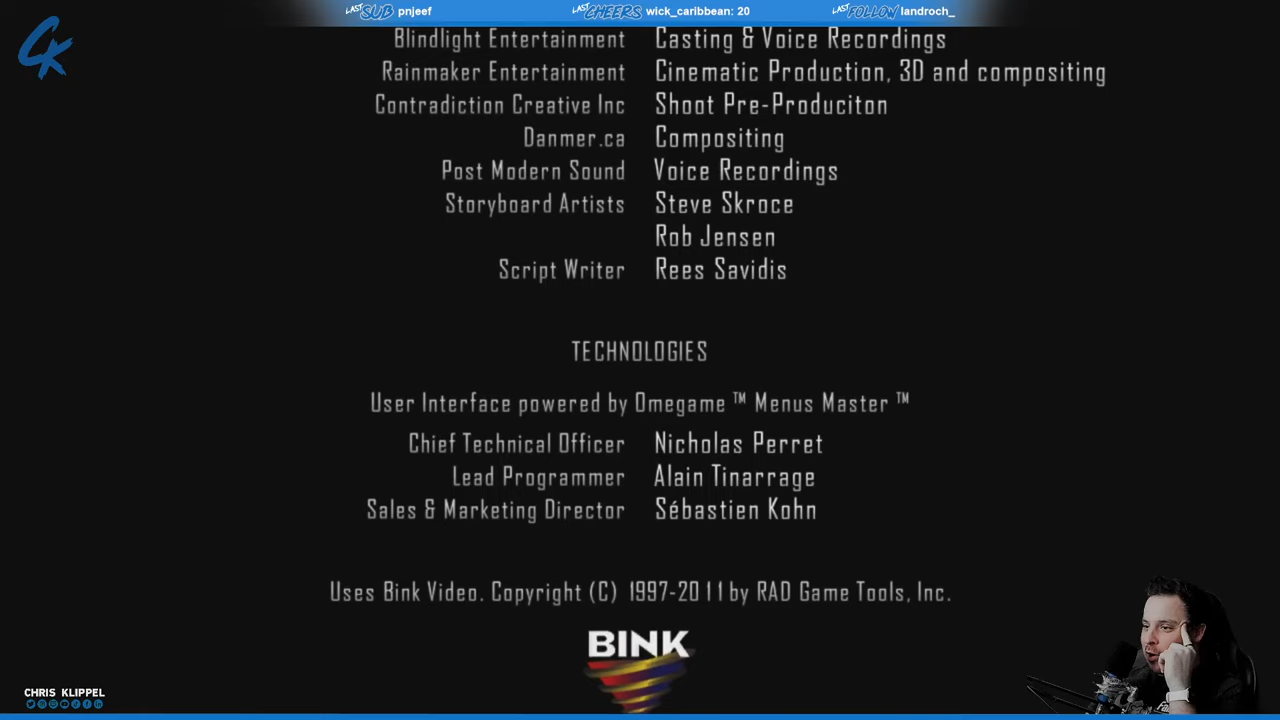 LAST SUB pnjeef LAST CHEERS wick_caribbean: 20 LAST FOLLOW landroch_
CK
Blindlight Entertainment Casting & Voice Recordings
Rainmaker Entertainment Cinematic Production, 3D and compositing
Contradiction Creative Inc Shoot Pre-Produciton
Danmer.ca Compositing
Post Modern Sound Voice Recordings
Storyboard Artists Steve Skroce
Rob Jensen
Script Writer Rees Savidis
TECHNOLOGIES
User Interface powered by Omegame ™ Menus Master ™
Chief Technical Officer Nicholas Perret
Lead Programmer Alain Tinarrage
Sales & Marketing Director Sébastien Kohn
Uses Bink Video. Copyright (C) 1997-2011 by RAD Game Tools, Inc.
BINK
CHRIS KLIPPEL